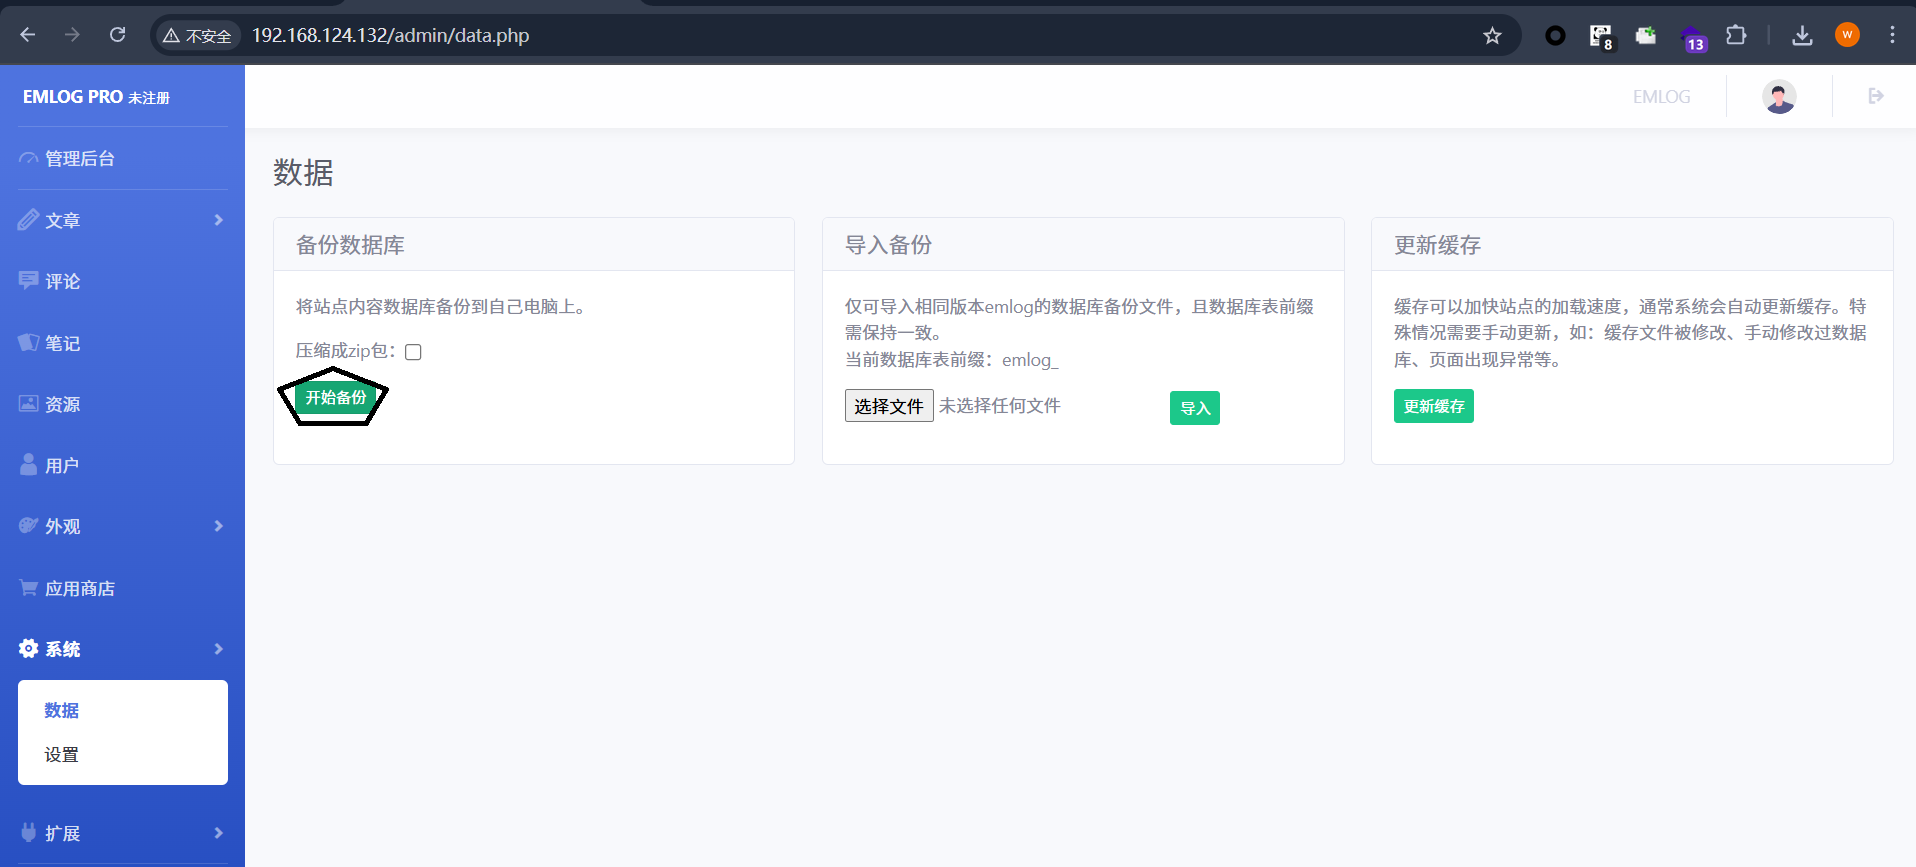 不安全 192.168.124.132/admin/data.php
8
13
W
EMLOG PRO 未注册
EMLOG
管理后台
文章
评论
笔记
资源
用户
外观
应用商店
系统
数据
设置
扩展
数据
备份数据库
将站点内容数据库备份到自己电脑上。
压缩成zip包：
开始备份
导入备份
仅可导入相同版本emlog的数据库备份文件，且数据库表前缀
需保持一致。
当前数据库表前缀：emlog_
选择文件 未选择任何文件
导入
更新缓存
缓存可以加快站点的加载速度，通常系统会自动更新缓存。特
殊情况需要手动更新，如：缓存文件被修改、手动修改过数据
库、页面出现异常等。
更新缓存